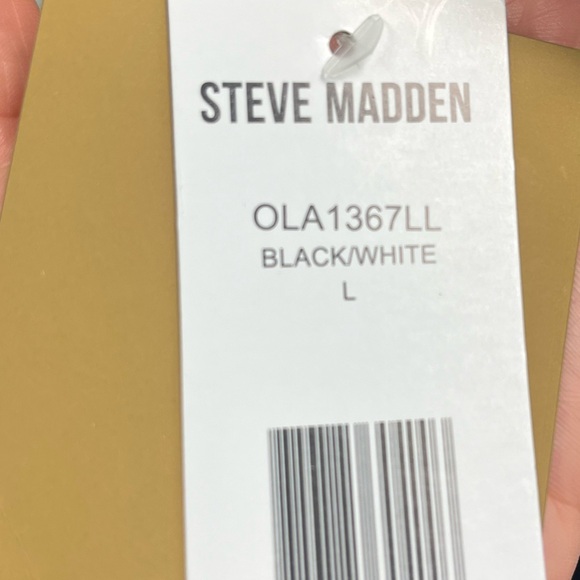 STEVE MADDEN
OLA1367LL
BLACK/WHITE
L